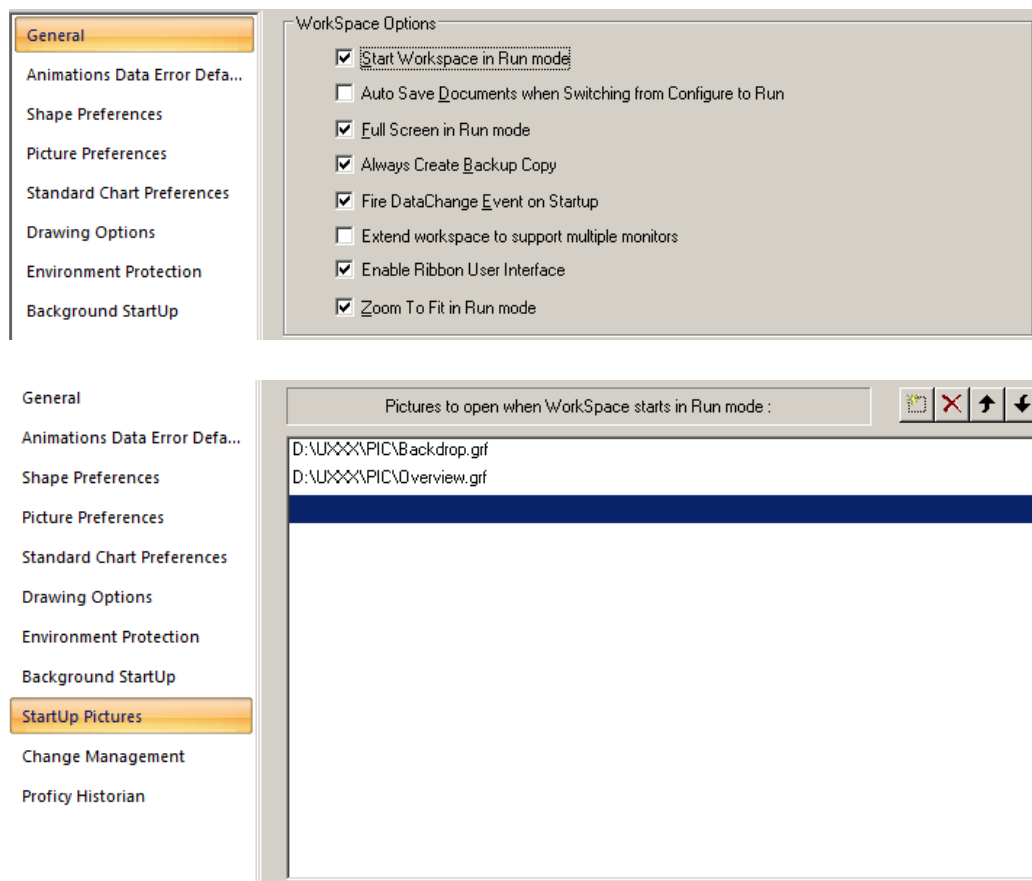 General
Animations Data Error Defa...
Shape Preferences
Picture Preferences
Standard Chart Preferences
Drawing Options
Environment Protection
Background StartUp
WorkSpace Options
Start Workspace in Run mode
Auto Save Documents when Switching from Configure to Run
Full Screen in Run mode
Always Create Backup Copy
Fire DataChange Event on Startup
Extend workspace to support multiple monitors
Enable Ribbon User Interface
Zoom To Fit in Run mode
General
Animations Data Error Defa...
Shape Preferences
Picture Preferences
Standard Chart Preferences
Drawing Options
Environment Protection
Background StartUp
StartUp Pictures
Change Management
Proficy Historian
Pictures to open when WorkSpace starts in Run mode :
D:\UXXX\PIC\Backdrop.grf
D:\UXXX\PIC\Overview.grf